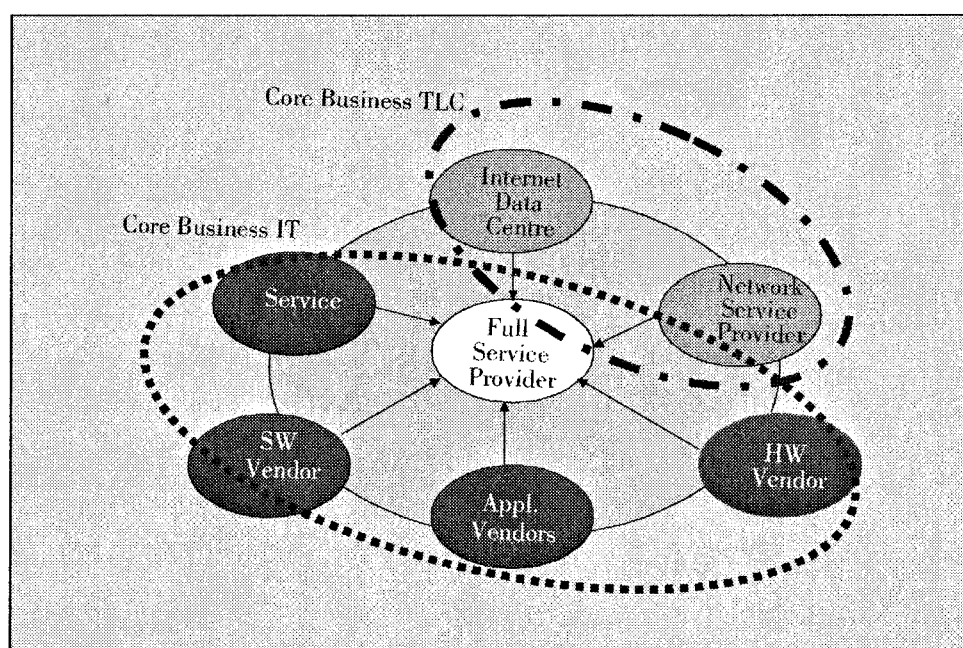 Core Business TLC
Internet
Data
Centre
Core Business IT
Service
Network
Service
Provider
Full
Service
Provider
SW
Vendor
HW
Vendor
Appl.
Vendors